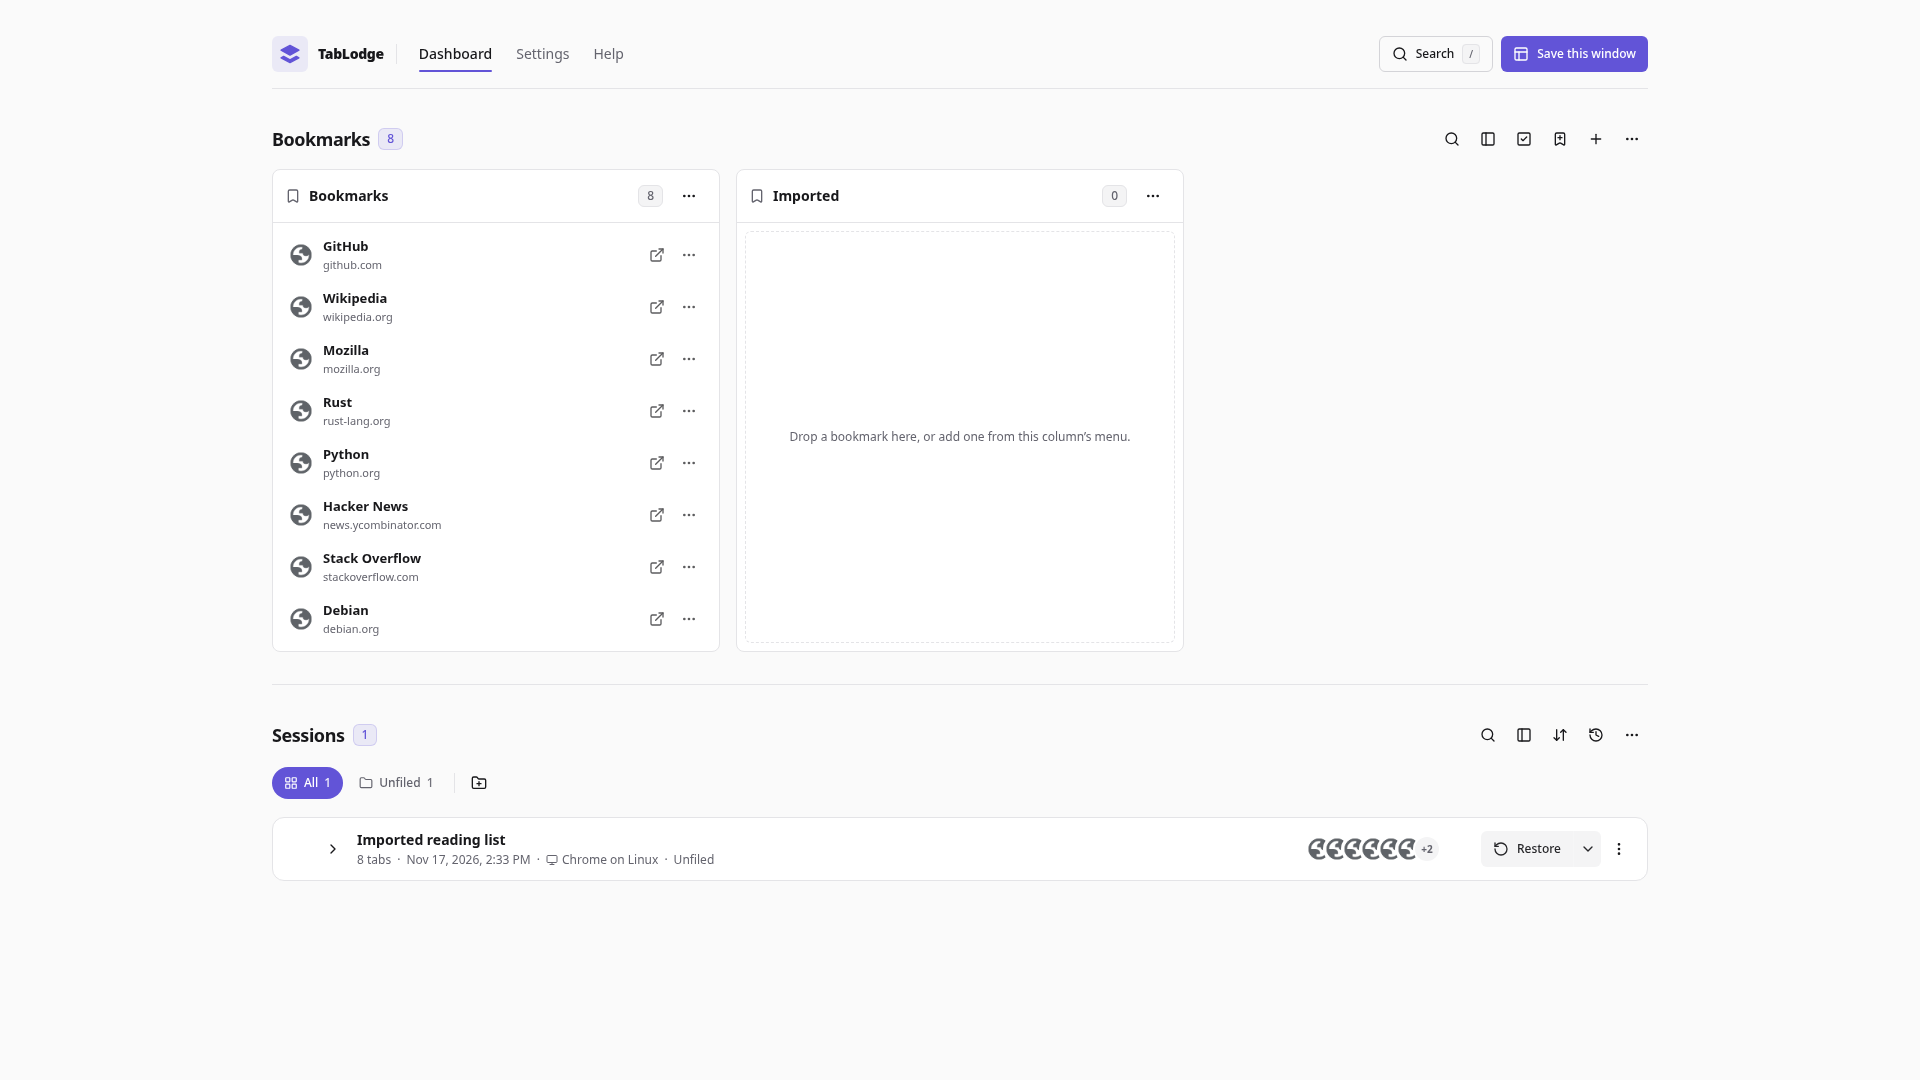 TabLodge
Dashboard
Settings
Help
Search /
Save this window
Bookmarks 8
Bookmarks 8
GitHub
github.com
Wikipedia
wikipedia.org
Mozilla
mozilla.org
Rust
rust-lang.org
Python
python.org
Hacker News
news.ycombinator.com
Stack Overflow
stackoverflow.com
Debian
debian.org
Imported 0
Drop a bookmark here, or add one from this column’s menu.
Sessions 1
All 1
Unfiled 1
Imported reading list
8 tabs · Nov 17, 2026, 2:33 PM · Chrome on Linux · Unfiled
+2
Restore